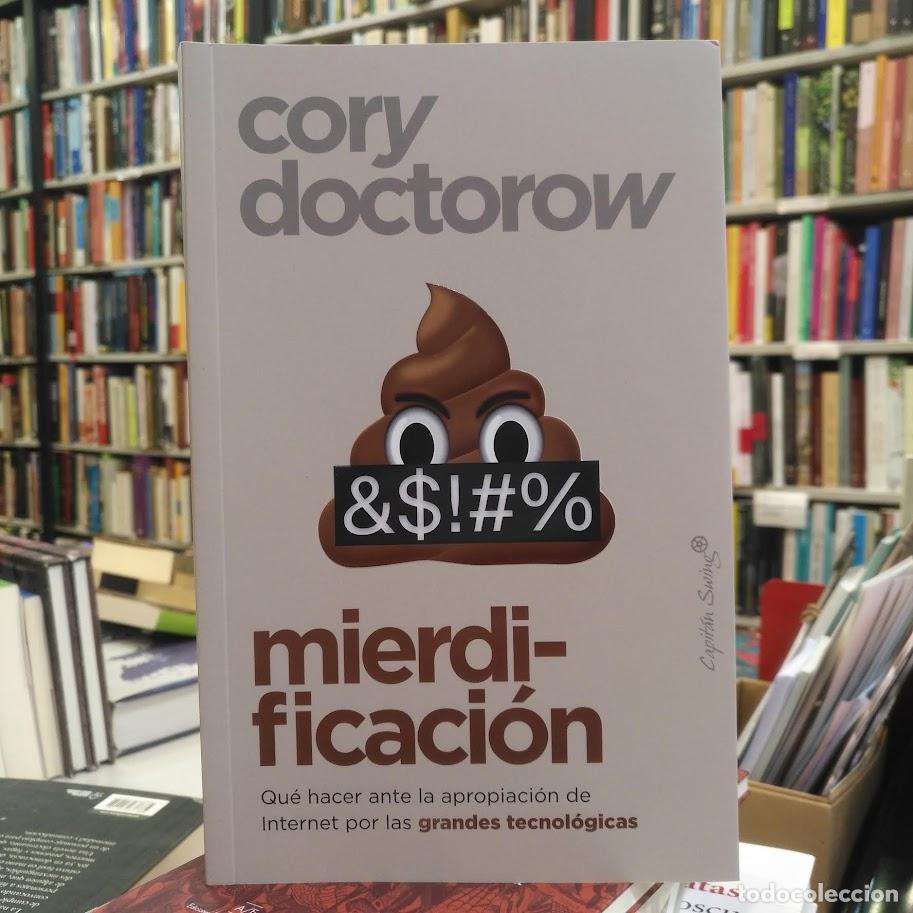 cory
doctorow
&$!#%
mierdi-
ficación
Qué hacer ante la apropiación de
Internet por las grandes tecnológicas
Capitán Swing
todocoleccion